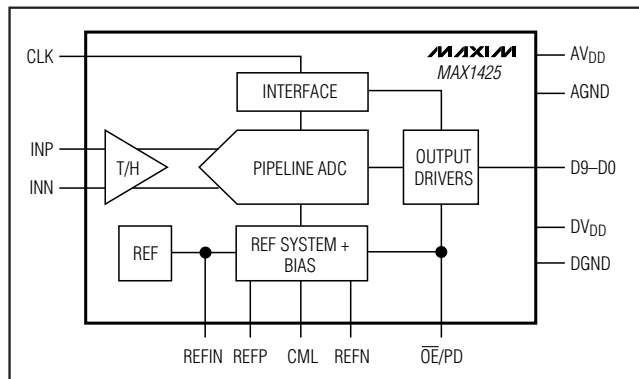 CLK
MAXIM
MAX1425
AVDD
AGND
INTERFACE
INP
INN
T/H
PIPELINE ADC
OUTPUT
DRIVERS
D9–D0
REF
REF SYSTEM +
BIAS
DVDD
DGND
REFIN
REFP
CML
REFN
O̅E̅/PD